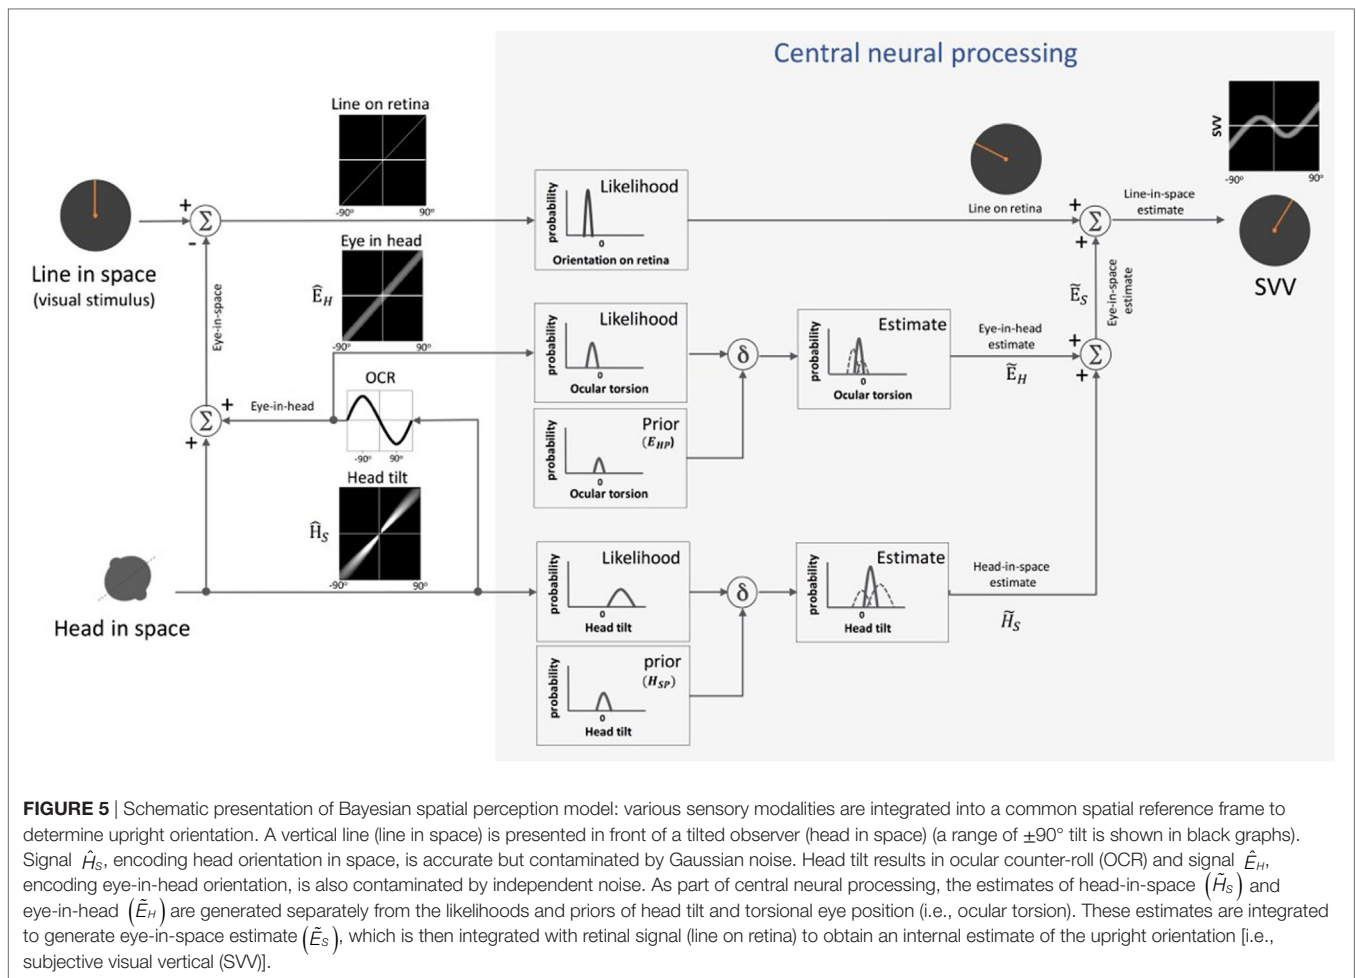 Central neural processing
Line on retina
-90° 90°
Line in space
(visual stimulus)
+
-
Σ
Eye-in-space
Eye in head
Ê_H
-90° 90°
OCR
-90° 90°
Eye-in-head
+
+
Σ
Head tilt
Ĥ_S
-90° 90°
Head in space
Likelihood
probability
0
Orientation on retina
Likelihood
probability
0
Ocular torsion
Prior
(E_HP)
probability
0
Ocular torsion
δ
Estimate
probability
0
Ocular torsion
Eye-in-head
estimate
Ẽ_H
Likelihood
probability
0
Head tilt
prior
(H_SP)
probability
0
Head tilt
δ
Estimate
probability
0
Head tilt
Head-in-space
estimate
H̃_S
+
+
Σ
Ẽ_S
Eye-in-space
estimate
Line on retina
+
+
Σ
Line-in-space
estimate
SVV
-90° 90°
SVV
FIGURE 5 | Schematic presentation of Bayesian spatial perception model: various sensory modalities are integrated into a common spatial reference frame to
determine upright orientation. A vertical line (line in space) is presented in front of a tilted observer (head in space) (a range of ±90° tilt is shown in black graphs).
Signal Ĥ_S, encoding head orientation in space, is accurate but contaminated by Gaussian noise. Head tilt results in ocular counter-roll (OCR) and signal Ê_H,
encoding eye-in-head orientation, is also contaminated by independent noise. As part of central neural processing, the estimates of head-in-space (H̃_S) and
eye-in-head (Ẽ_H) are generated separately from the likelihoods and priors of head tilt and torsional eye position (i.e., ocular torsion). These estimates are integrated
to generate eye-in-space estimate (Ẽ_S), which is then integrated with retinal signal (line on retina) to obtain an internal estimate of the upright orientation [i.e.,
subjective visual vertical (SVV)].